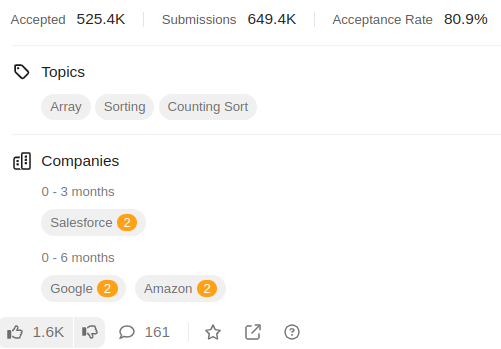 Accepted 525.4K Submissions 649.4K Acceptance Rate 80.9%
Topics
Array Sorting Counting Sort
Companies
0 - 3 months
Salesforce 2
0 - 6 months
Google 2 Amazon 2
1.6K 161